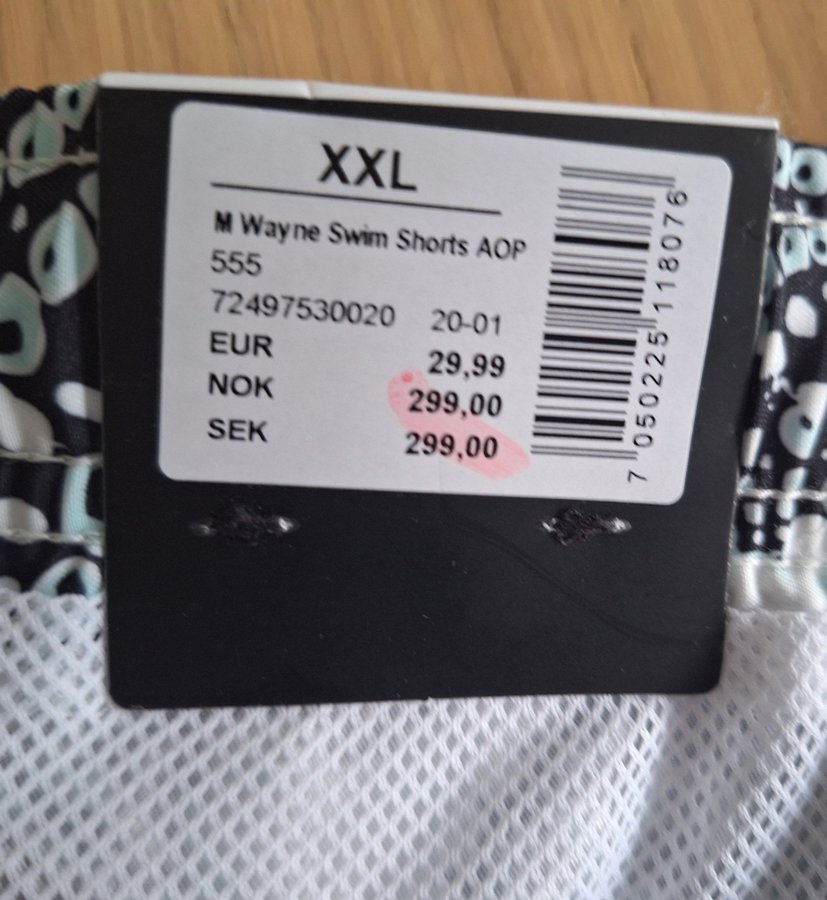 XXL
M Wayne Swim Shorts AOP
555
72497530020 20-01
EUR 29,99
NOK 299,00
SEK 299,00
7 050225 118076